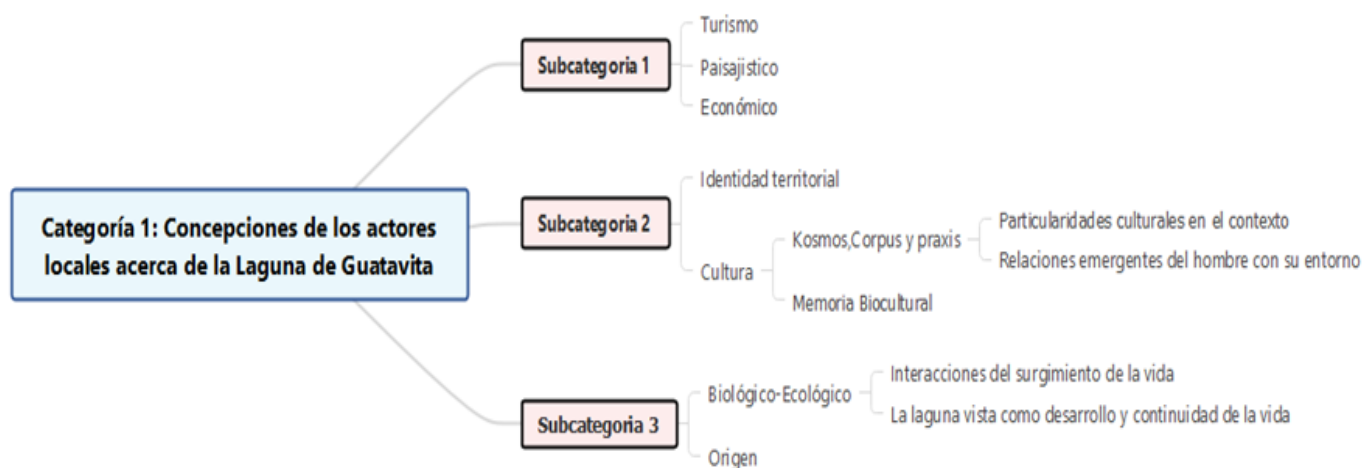 Categoría 1: Concepciones de los actores
locales acerca de la Laguna de Guatavita
Subcategoria 1
Turismo
Paisajistico
Económico
Subcategoria 2
Identidad territorial
Cultura
Kosmos,Corpus y praxis
Particularidades culturales en el contexto
Relaciones emergentes del hombre con su entorno
Memoria Biocultural
Subcategoria 3
Biológico-Ecológico
Interacciones del surgimiento de la vida
La laguna vista como desarrollo y continuidad de la vida
Origen